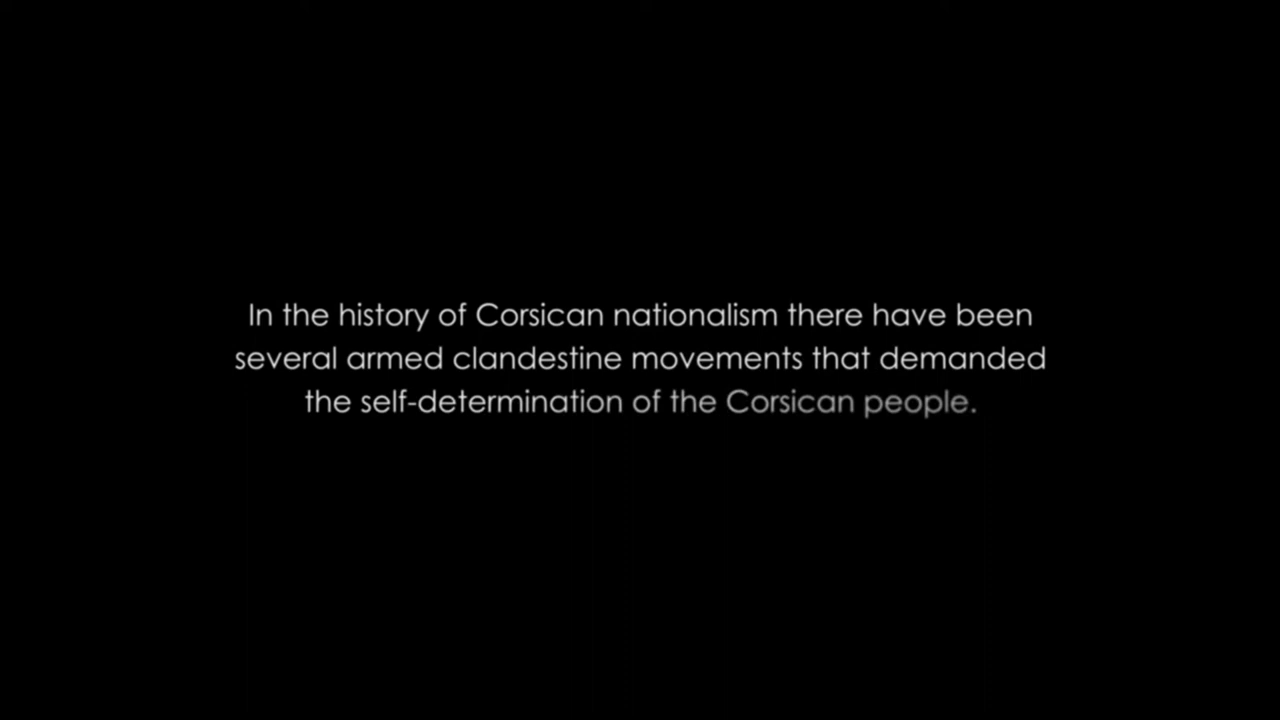 In the history of Corsican nationalism there have been
several armed clandestine movements that demanded
the self-determination of the Corsican people.